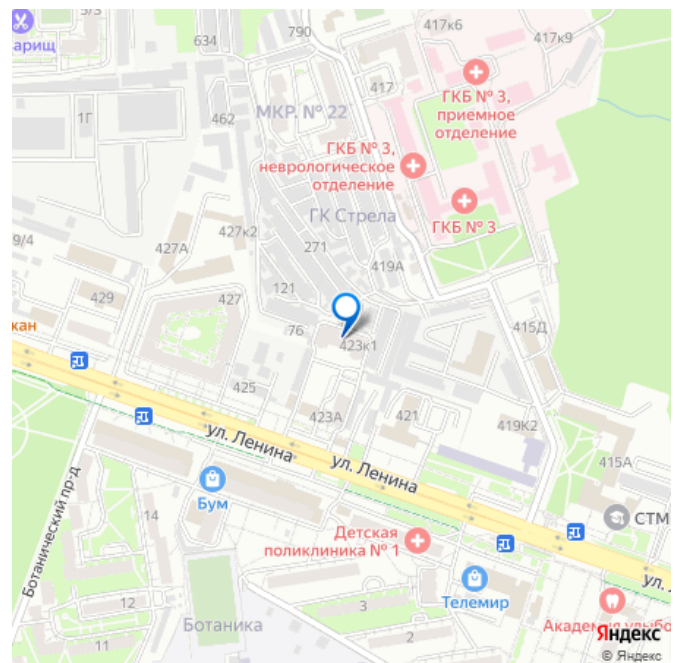 5/3
арищ
634
790
417к6
417к9
417
ГКБ № 3,
приемное
отделение
1Г
462
МКР. № 22
ГКБ № 3,
неврологическое
отделение
ГКБ № 3
ГК Стрела
427к2
427А
9/4
271
419А
121
429
427
кан
76
423к1
415Д
425
423А
421
419К2
ул. Ленина
ул. Ленина
415А
Бум
СТМ
Ботанический пр-д
14
Детская
поликлиника № 1
ул.
Телемир
12
3
Ботаника
2
11
Академия улыбо
Яндекс
© Яндекс